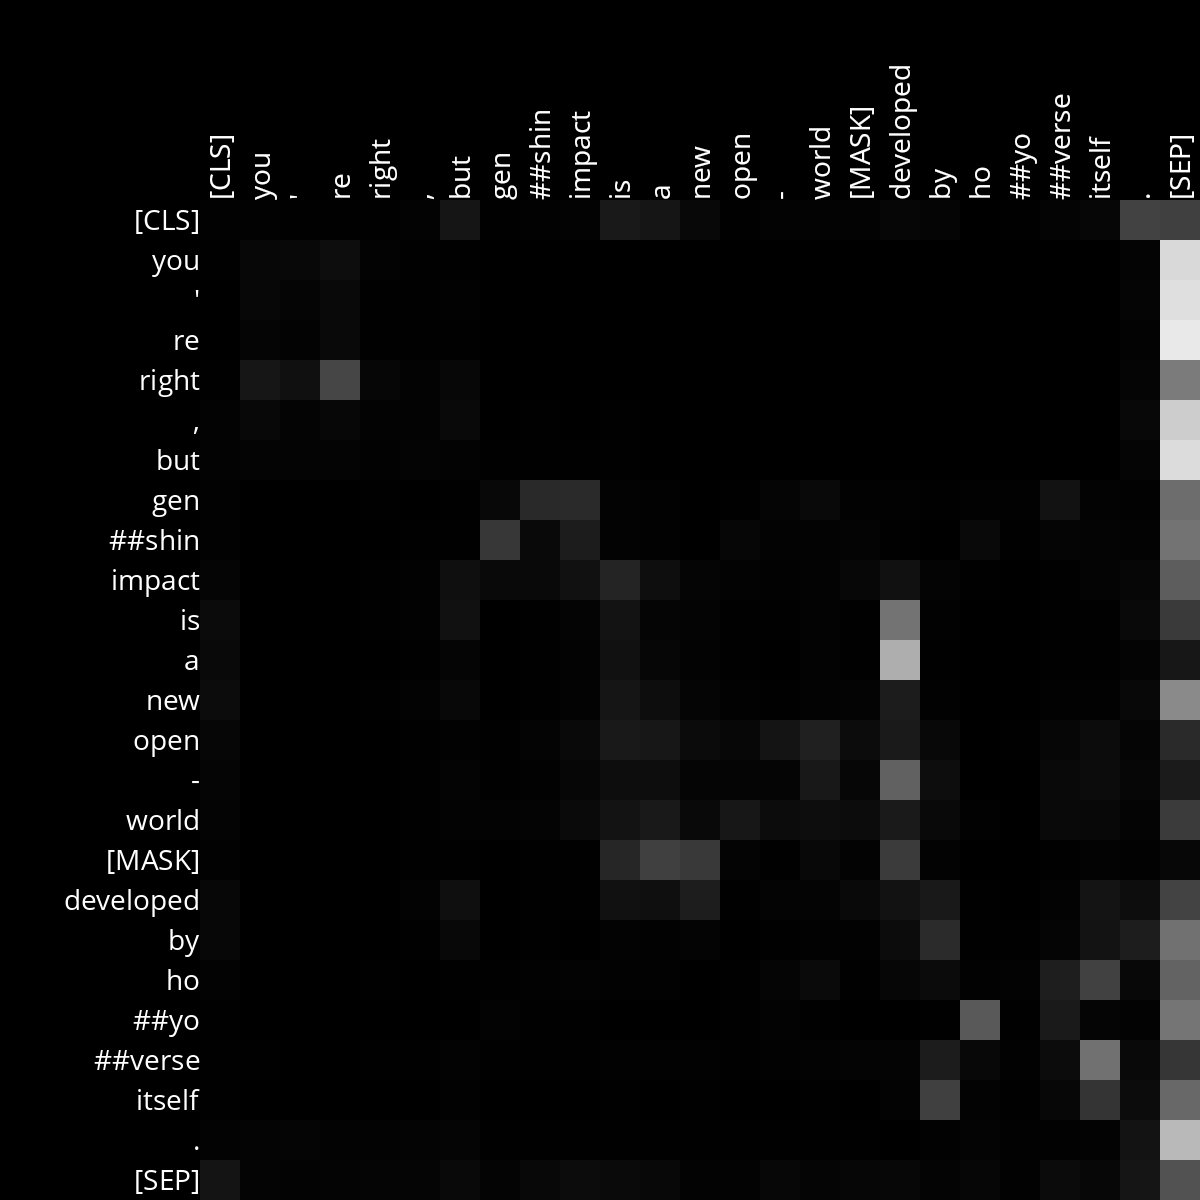 [CLS] you ' re right , but gen ##shin impact is a new open - world [MASK] developed by ho ##yo ##verse itself . [SEP]
[CLS]
you
'
re
right
,
but
gen
##shin
impact
is
a
new
open
-
world
[MASK]
developed
by
ho
##yo
##verse
itself
.
[SEP]